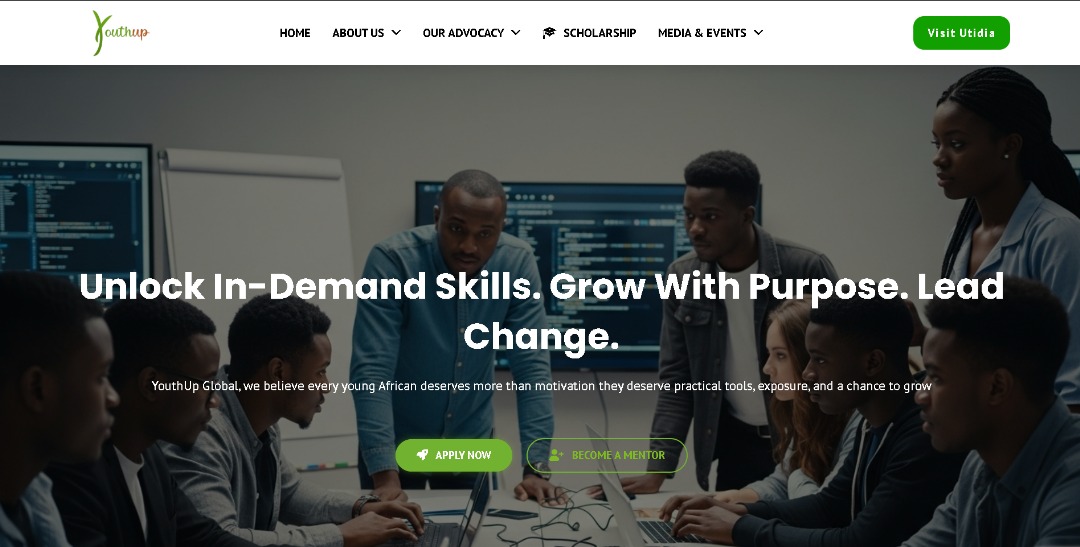 Youthup
HOME
ABOUT US
OUR ADVOCACY
SCHOLARSHIP
MEDIA & EVENTS
Visit Utidia
Unlock In-Demand Skills. Grow With Purpose. Lead
Change.
YouthUp Global, we believe every young African deserves more than motivation they deserve practical tools, exposure, and a chance to grow
APPLY NOW
BECOME A MENTOR